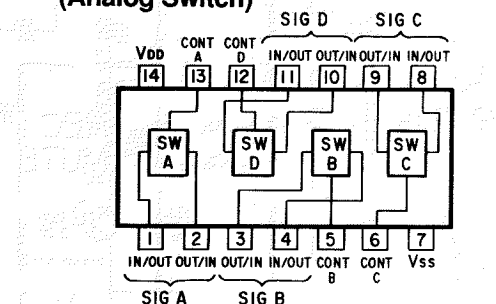 (Analog Switch)
SIG D SIG C
VDD CONT A CONT D IN/OUT OUT/IN OUT/IN IN/OUT
14 13 12 11 10 9 8
SW A SW D SW B SW C
1 2 3 4 5 6 7
IN/OUT OUT/IN OUT/IN IN/OUT CONT B CONT C VSS
SIG A SIG B